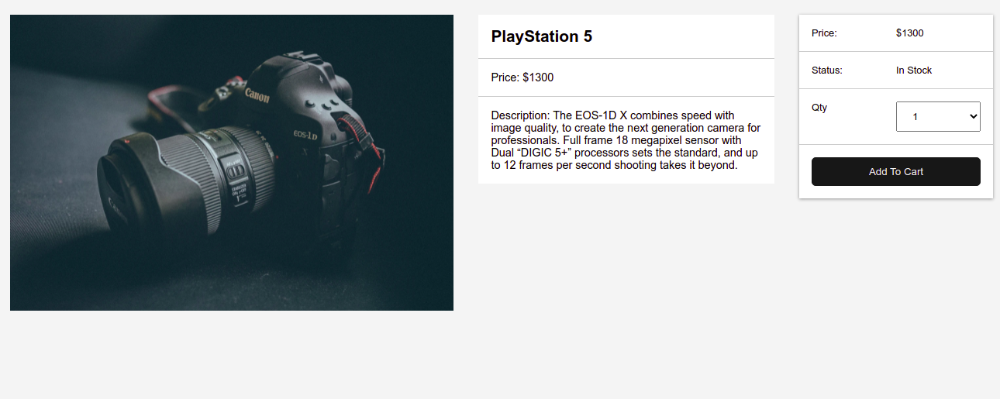 Canon
EOS-1D
PlayStation 5
Price: $1300
Description: The EOS-1D X combines speed with
image quality, to create the next generation camera for
professionals. Full frame 18 megapixel sensor with
Dual “DIGIC 5+” processors sets the standard, and up
to 12 frames per second shooting takes it beyond.
Price: $1300
Status: In Stock
Qty 1
Add To Cart